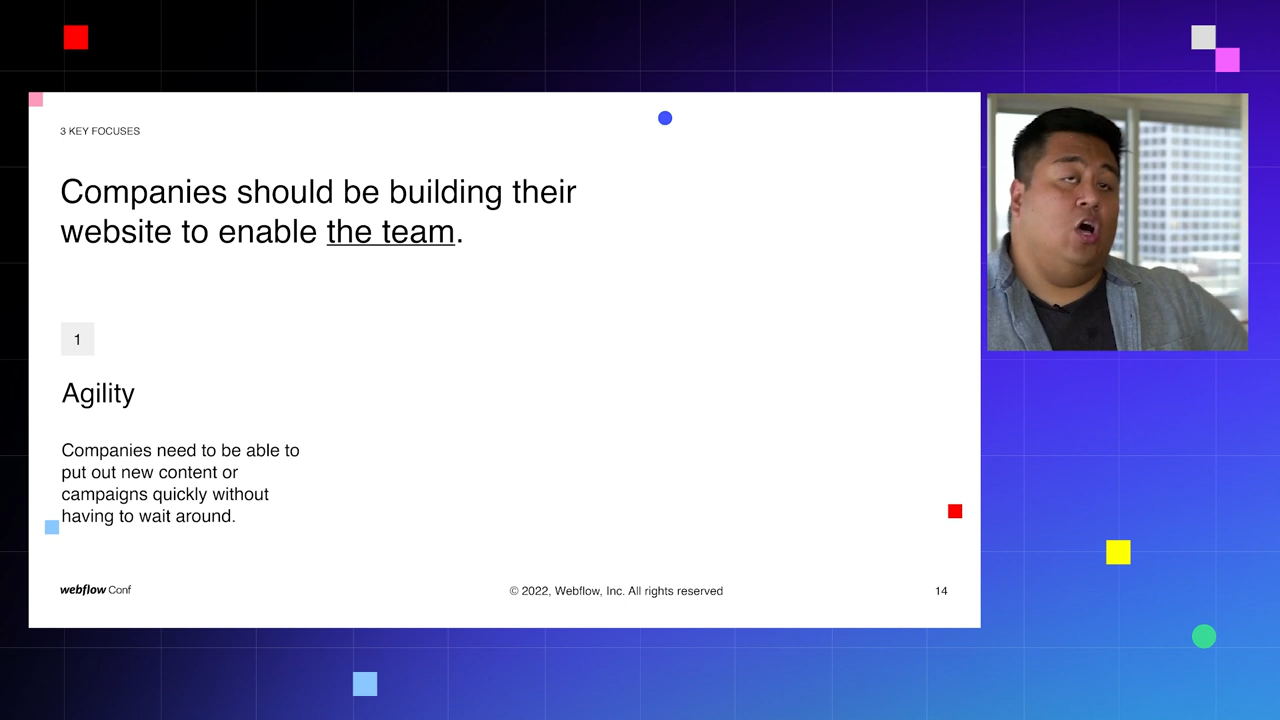 3 KEY FOCUSES
Companies should be building their
website to enable the team.
1
Agility
Companies need to be able to
put out new content or
campaigns quickly without
having to wait around.
webflow Conf
© 2022, Webflow, Inc. All rights reserved
14